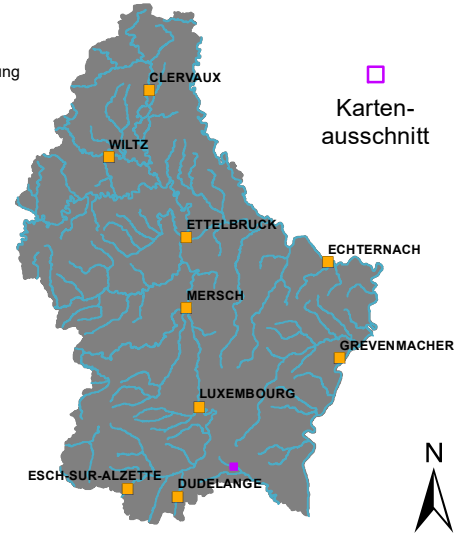 CLERVAUX
Karten-
ausschnitt
WILTZ
ETTELBRUCK
ECHTERNACH
MERSCH
GREVENMACHER
LUXEMBOURG
ESCH-SUR-ALZETTE
DUDELANGE
N